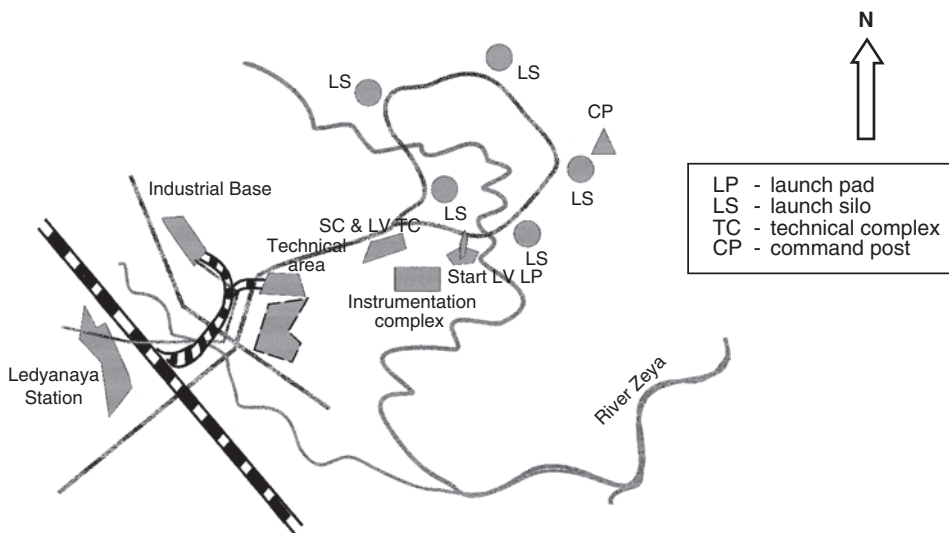 N
LS
LS
CP
LS
LP - launch pad
LS - launch silo
TC - technical complex
CP - command post
Industrial Base
LS
SC & LV TC
Technical
area
LS
Start LV LP
Instrumentation
complex
Ledyanaya
Station
River Zeya